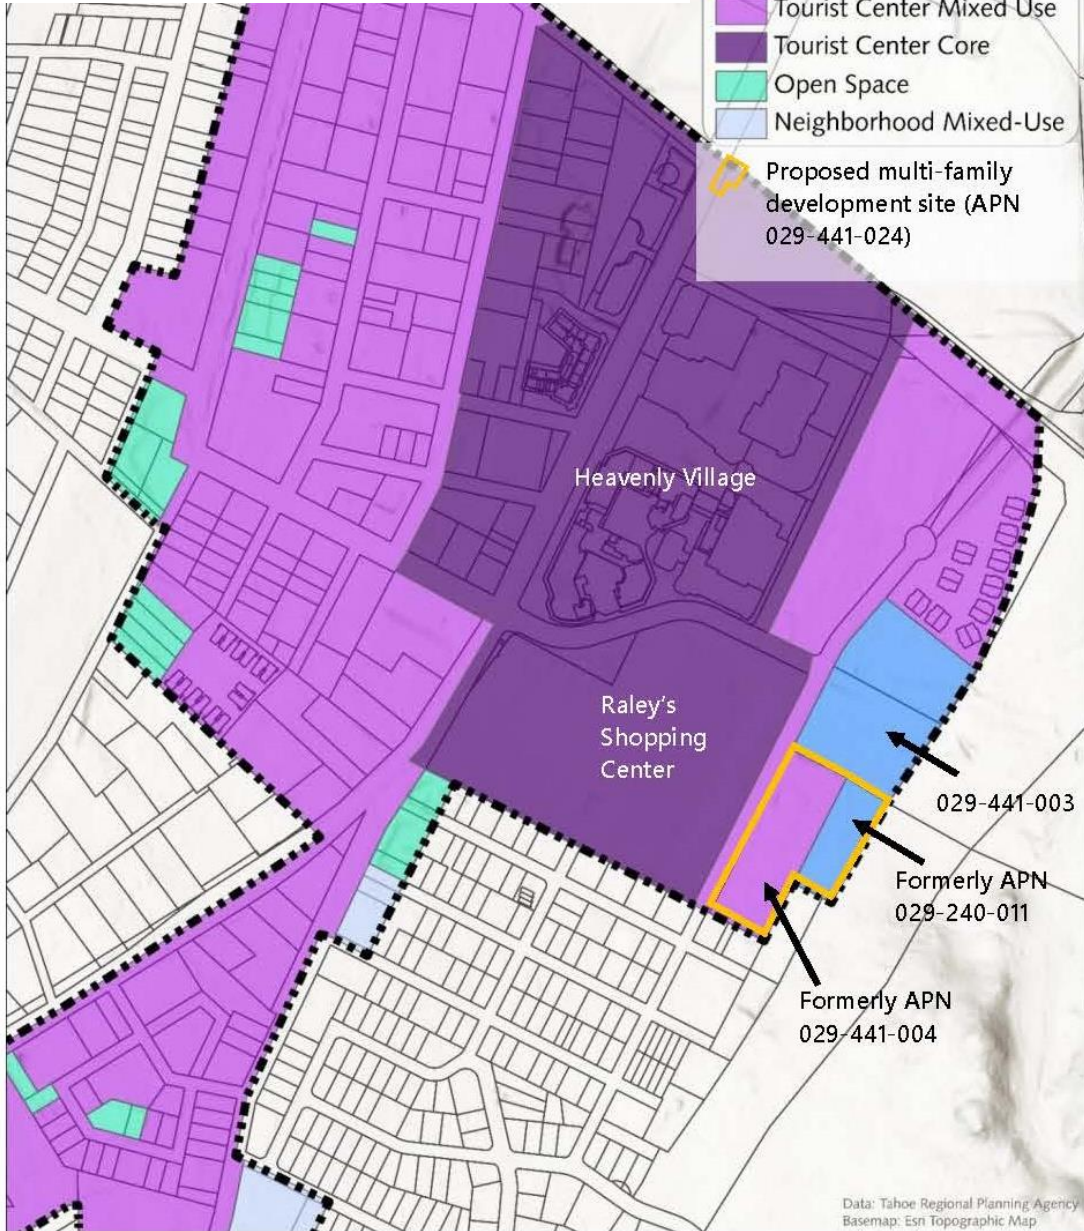 Tourist Center Mixed Use
Tourist Center Core
Open Space
Neighborhood Mixed-Use
Proposed multi-family
development site (APN
029-441-024)
Heavenly Village
Raley's
Shopping
Center
029-441-003
Formerly APN
029-240-011
Formerly APN
029-441-004
Data: Tahoe Regional Planning Agency
Basemap: Esri Topographic Map